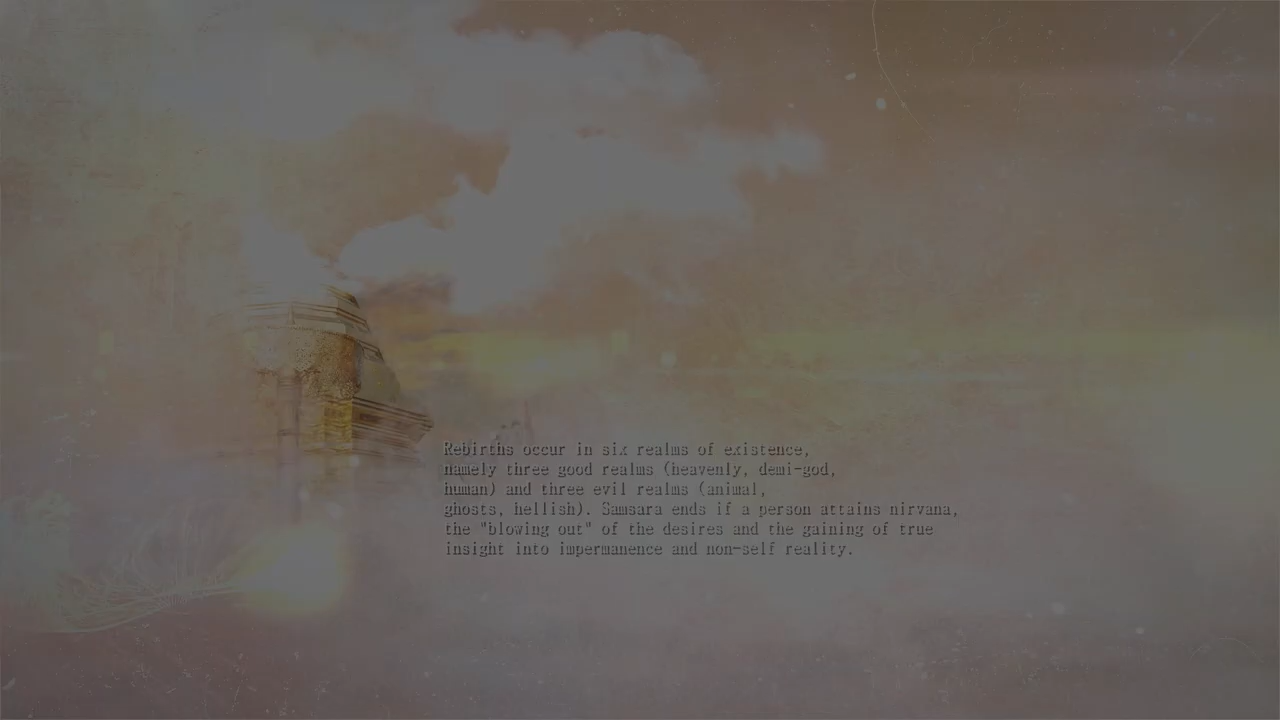 Rebirths occur in six realms of existence,
namely three good realms (heavenly, demi-god,
human) and three evil realms (animal,
ghosts, hellish). Samsara ends if a person attains nirvana,
the "blowing out" of the desires and the gaining of true
insight into impermanence and non-self reality.